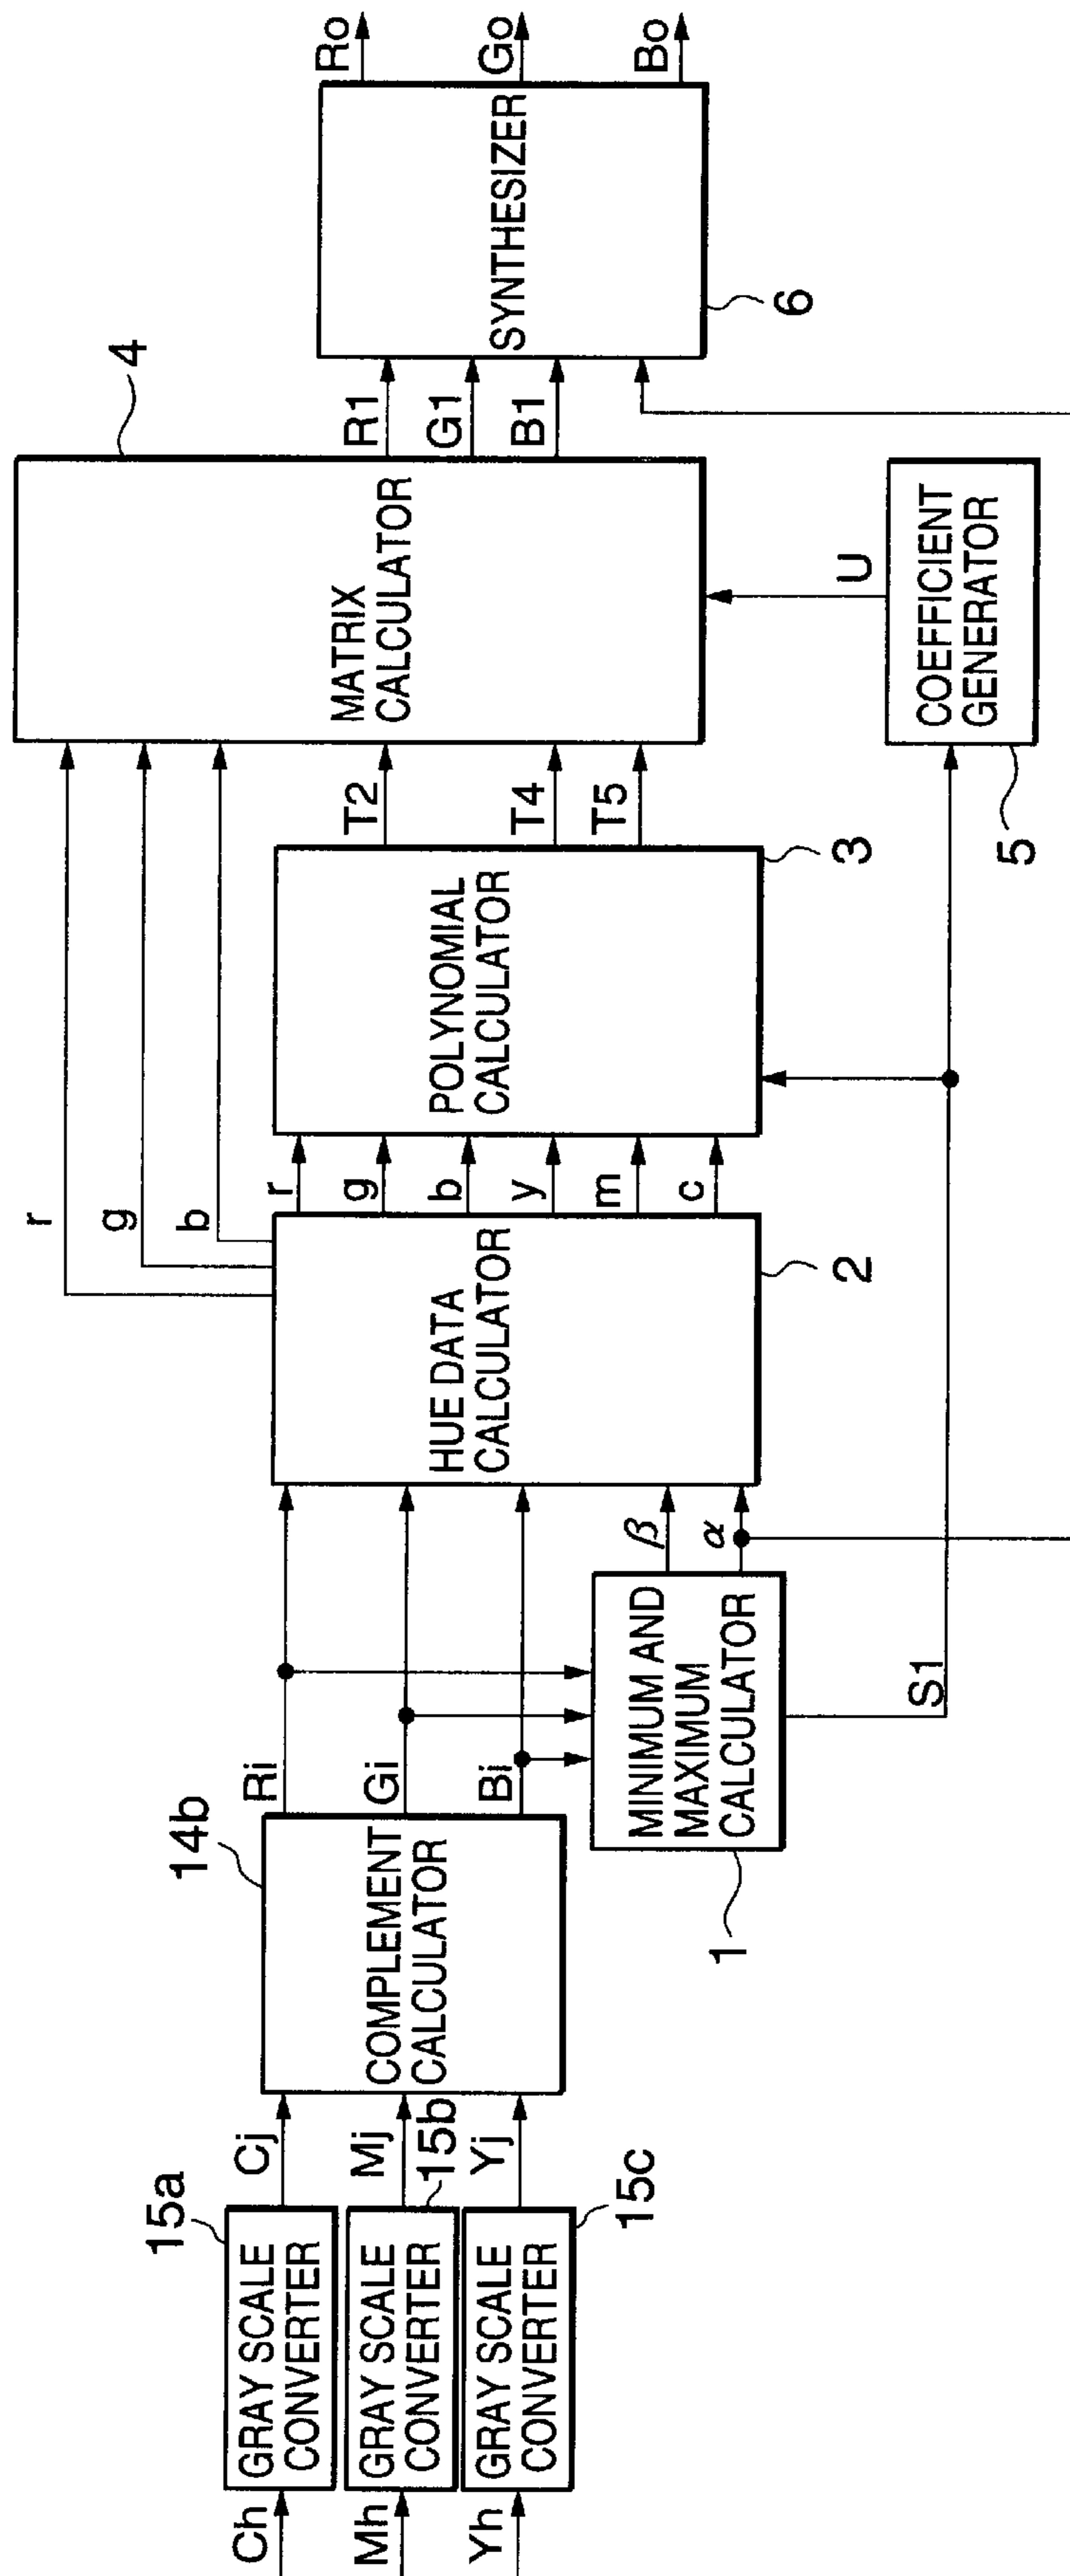 Ch
Mh
Yh
15a
GRAY SCALE
CONVERTER
GRAY SCALE
CONVERTER
15b
GRAY SCALE
CONVERTER
15c
Cj
Mj
Yj
14b
COMPLEMENT
CALCULATOR
Ri
Gi
Bi
MINIMUM AND
MAXIMUM
CALCULATOR
1
β
α
S1
HUE DATA
CALCULATOR
2
r
g
b
r
g
b
y
m
c
POLYNOMIAL
CALCULATOR
3
T2
T4
T5
MATRIX
CALCULATOR
4
COEFFICIENT
GENERATOR
5
U
R1
G1
B1
SYNTHESIZER
6
Ro
Go
Bo